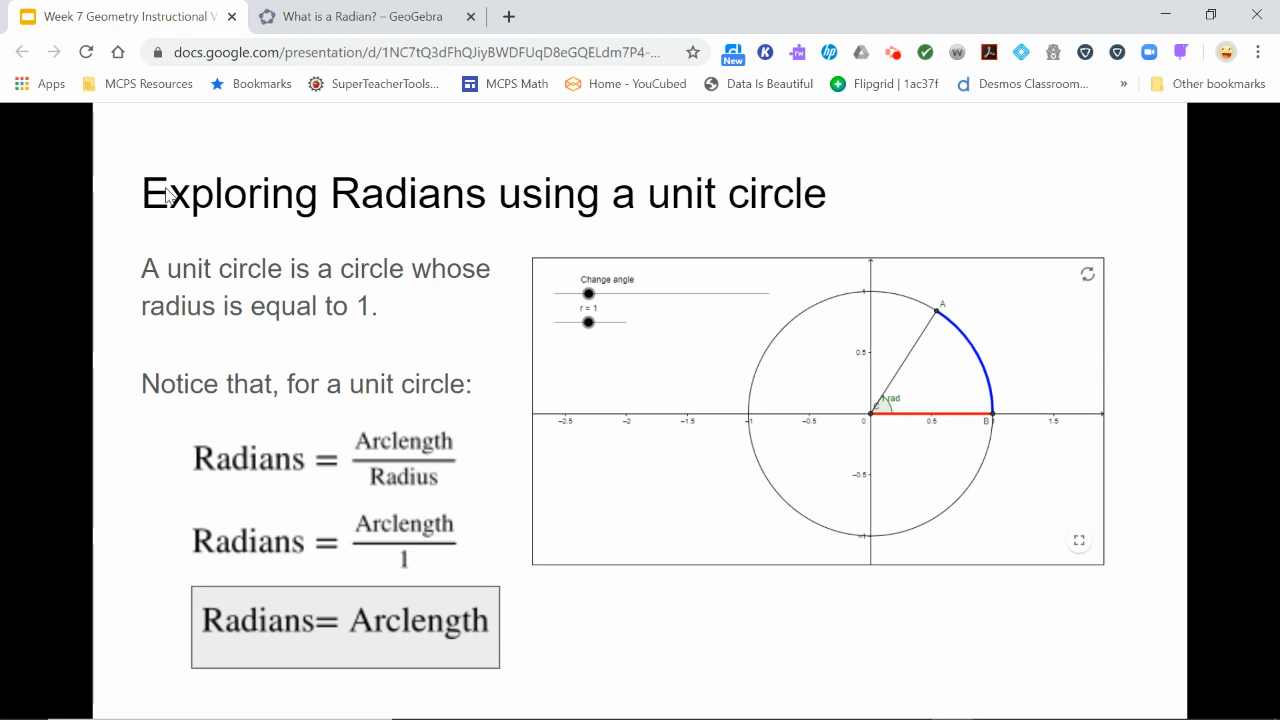 Week 7 Geometry Instructional V
What is a Radian? – GeoGebra
docs.google.com/presentation/d/1NC7tQ3dFhQJiyBWDFUqD8eGQELdm7P4-...
New
Apps
MCPS Resources
Bookmarks
SuperTeacherTools...
MCPS Math
Home - YouCubed
Data Is Beautiful
Flipgrid | 1ac37f
Desmos Classroom...
»
Other bookmarks
Exploring Radians using a unit circle
A unit circle is a circle whose
radius is equal to 1.
Notice that, for a unit circle:
Radians = Arclength
Radius
Radians = Arclength
1
Radians= Arclength
Change angle
r = 1
1
A
0.5
1 rad
C
-2.5 -2 -1.5 -1 -0.5 0 0.5 B 1 1.5
-0.5
-1